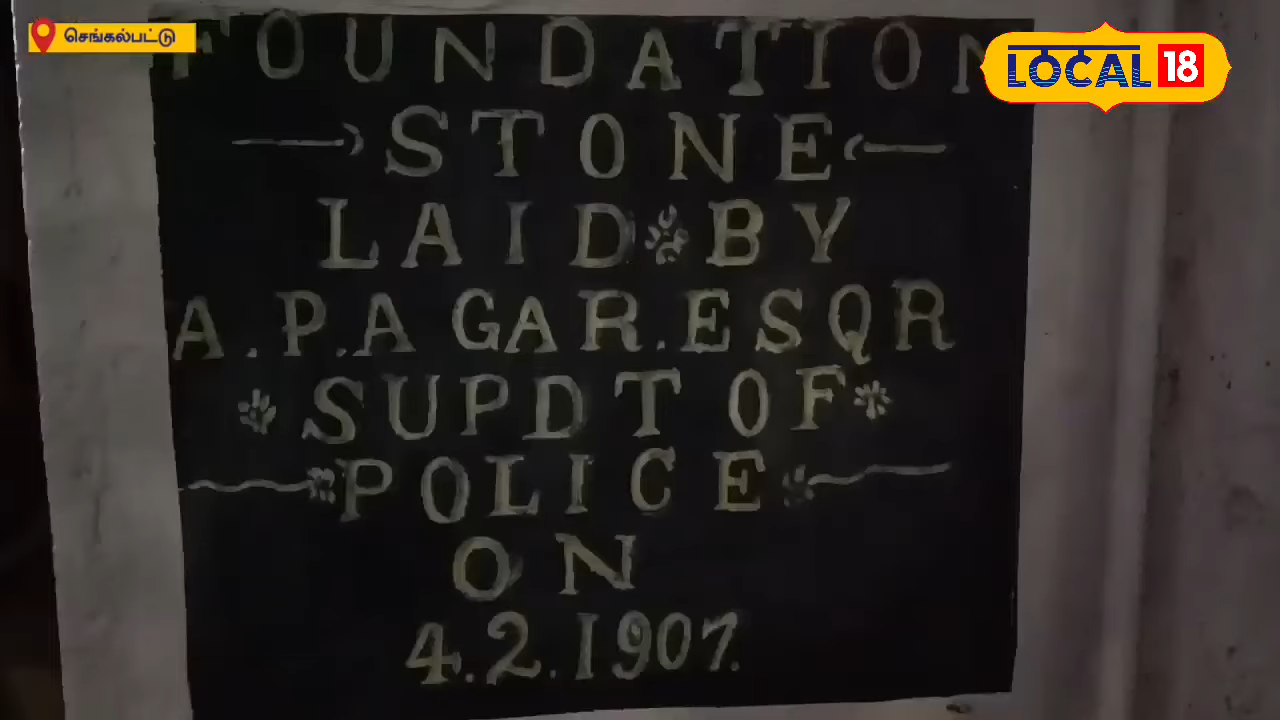 செங்கல்பட்டு
LOCAL 18
FOUNDATION
STONE
LAID BY
A.P.A GAR.ESQR
SUPDT OF
POLICE
ON
4.2.1907.